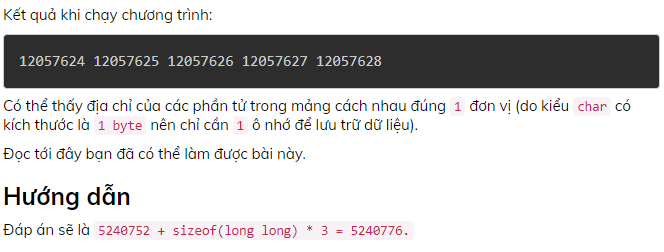 Kết quả khi chạy chương trình:
12057624 12057625 12057626 12057627 12057628
Có thể thấy địa chỉ của các phần tử trong mảng cách nhau đúng 1 đơn vị (do kiểu char có
kích thước là 1 byte nên chỉ cần 1 ô nhớ để lưu trữ dữ liệu).
Đọc tới đây bạn đã có thể làm được bài này.
Hướng dẫn
Đáp án sẽ là 5240752 + sizeof(long long) * 3 = 5240776.